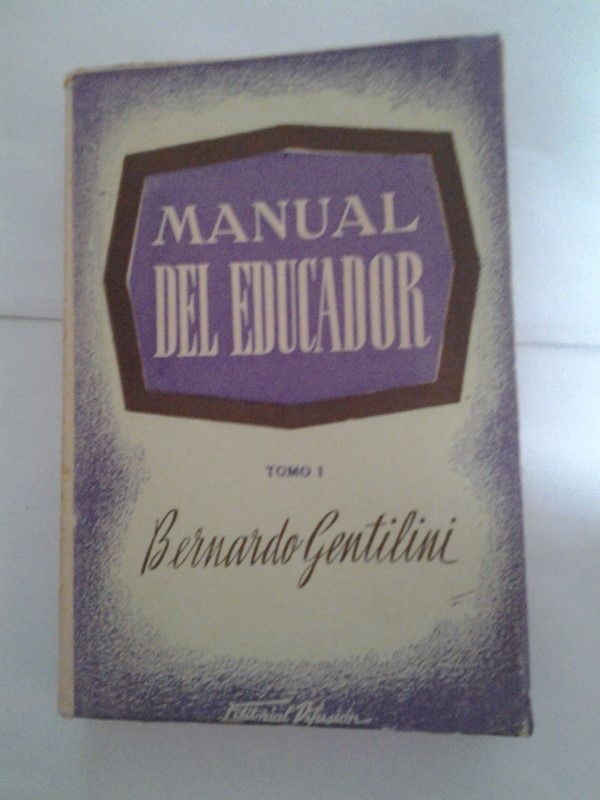 MANUAL
DEL EDUCADOR
TOMO I
Bernardo Gentilini
Editorial Difusión